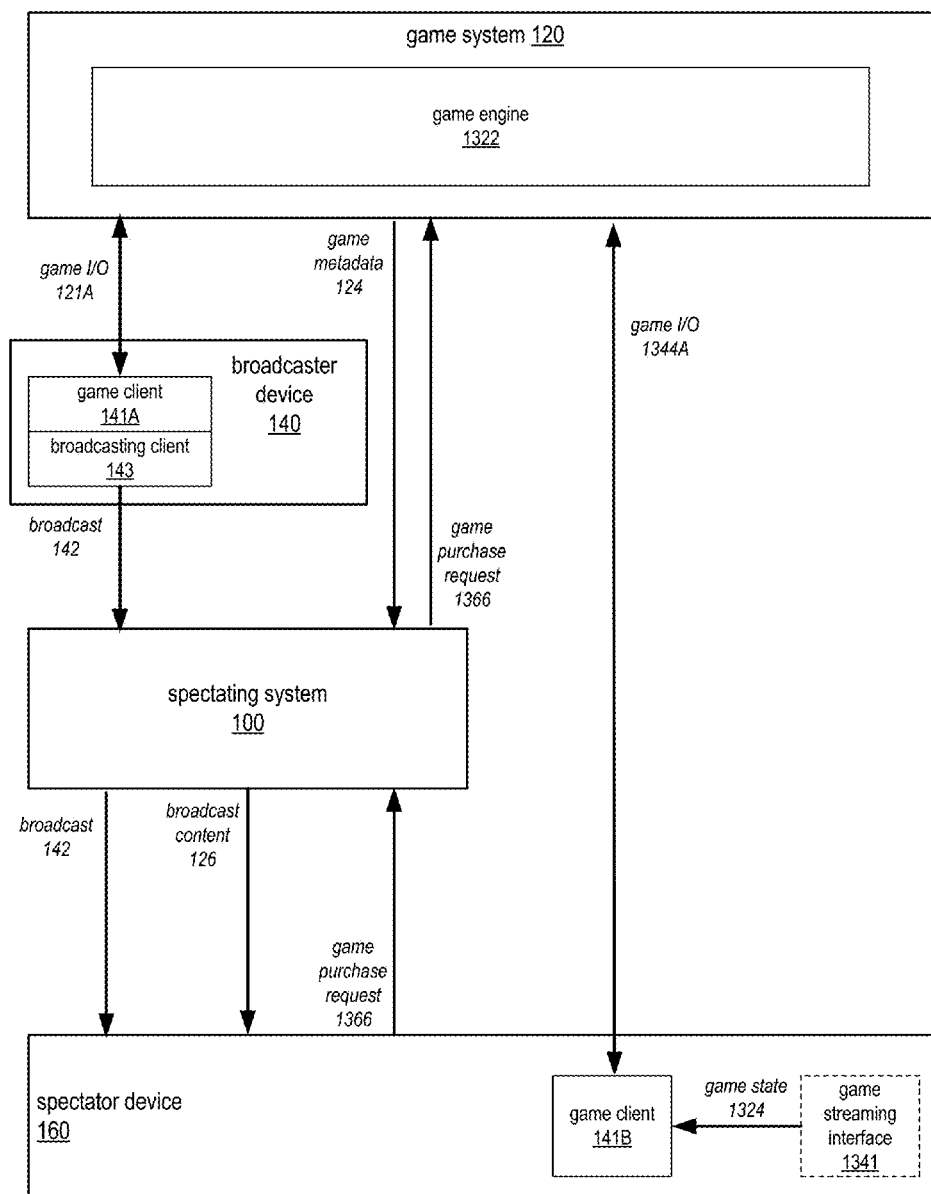 game system 120
game engine
1322
game I/O
121A
game
metadata
124
game I/O
1344A
broadcaster
device
140
game client
141A
broadcasting client
143
broadcast
142
game
purchase
request
1366
spectating system
100
broadcast
142
broadcast
content
126
game
purchase
request
1366
spectator device
160
game client
141B
game state
1324
game
streaming
interface
1341